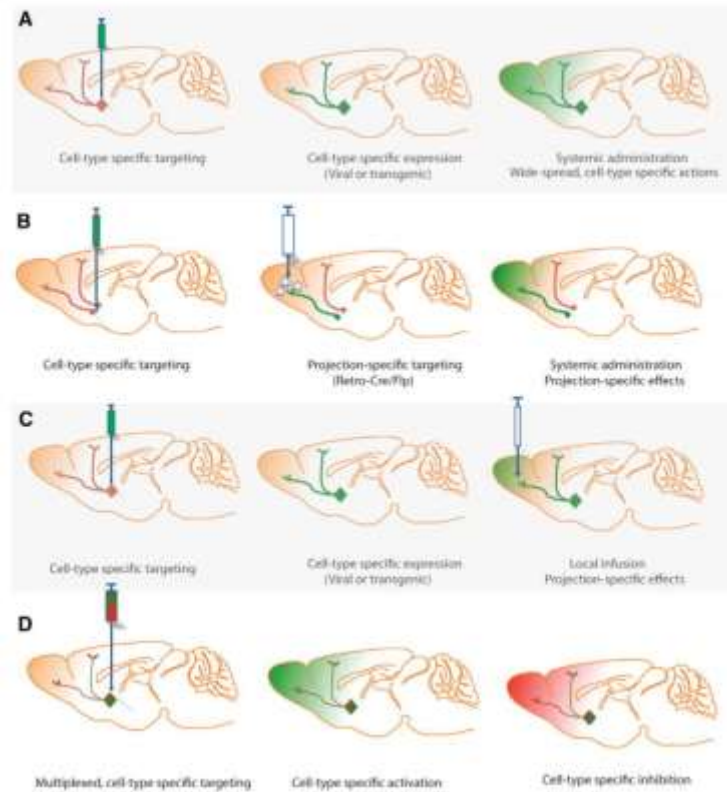 A
Cell-type specific targeting
Cell-type specific expression
(Viral or transgenic)
Systemic administration
Wide-spread, cell-type specific actions
B
Cell-type specific targeting
Projection-specific targeting
(Retro-Cre/Flp)
Systemic administration
Projection-specific effects
C
Cell-type specific targeting
Cell-type specific expression
(Viral or transgenic)
Local infusion
Projection-specific effects
D
Multiplexed, cell-type specific targeting
Cell-type specific activation
Cell-type specific inhibition